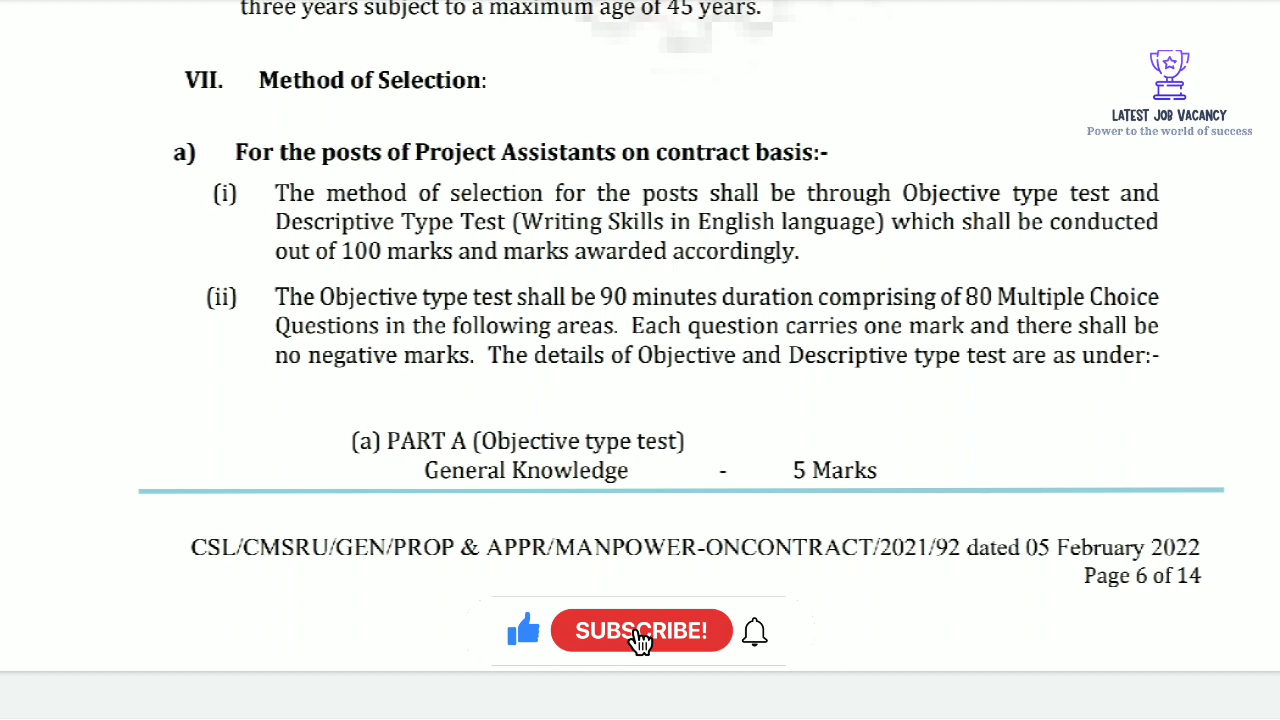 three years subject to a maximum age of 45 years.
VII. Method of Selection:
LATEST JOB VACANCY
Power to the world of success
a) For the posts of Project Assistants on contract basis:-
(i) The method of selection for the posts shall be through Objective type test and
Descriptive Type Test (Writing Skills in English language) which shall be conducted
out of 100 marks and marks awarded accordingly.
(ii) The Objective type test shall be 90 minutes duration comprising of 80 Multiple Choice
Questions in the following areas. Each question carries one mark and there shall be
no negative marks. The details of Objective and Descriptive type test are as under:-
(a) PART A (Objective type test)
General Knowledge - 5 Marks
CSL/CMSRU/GEN/PROP & APPR/MANPOWER-ONCONTRACT/2021/92 dated 05 February 2022
Page 6 of 14
SUBSCRIBE!